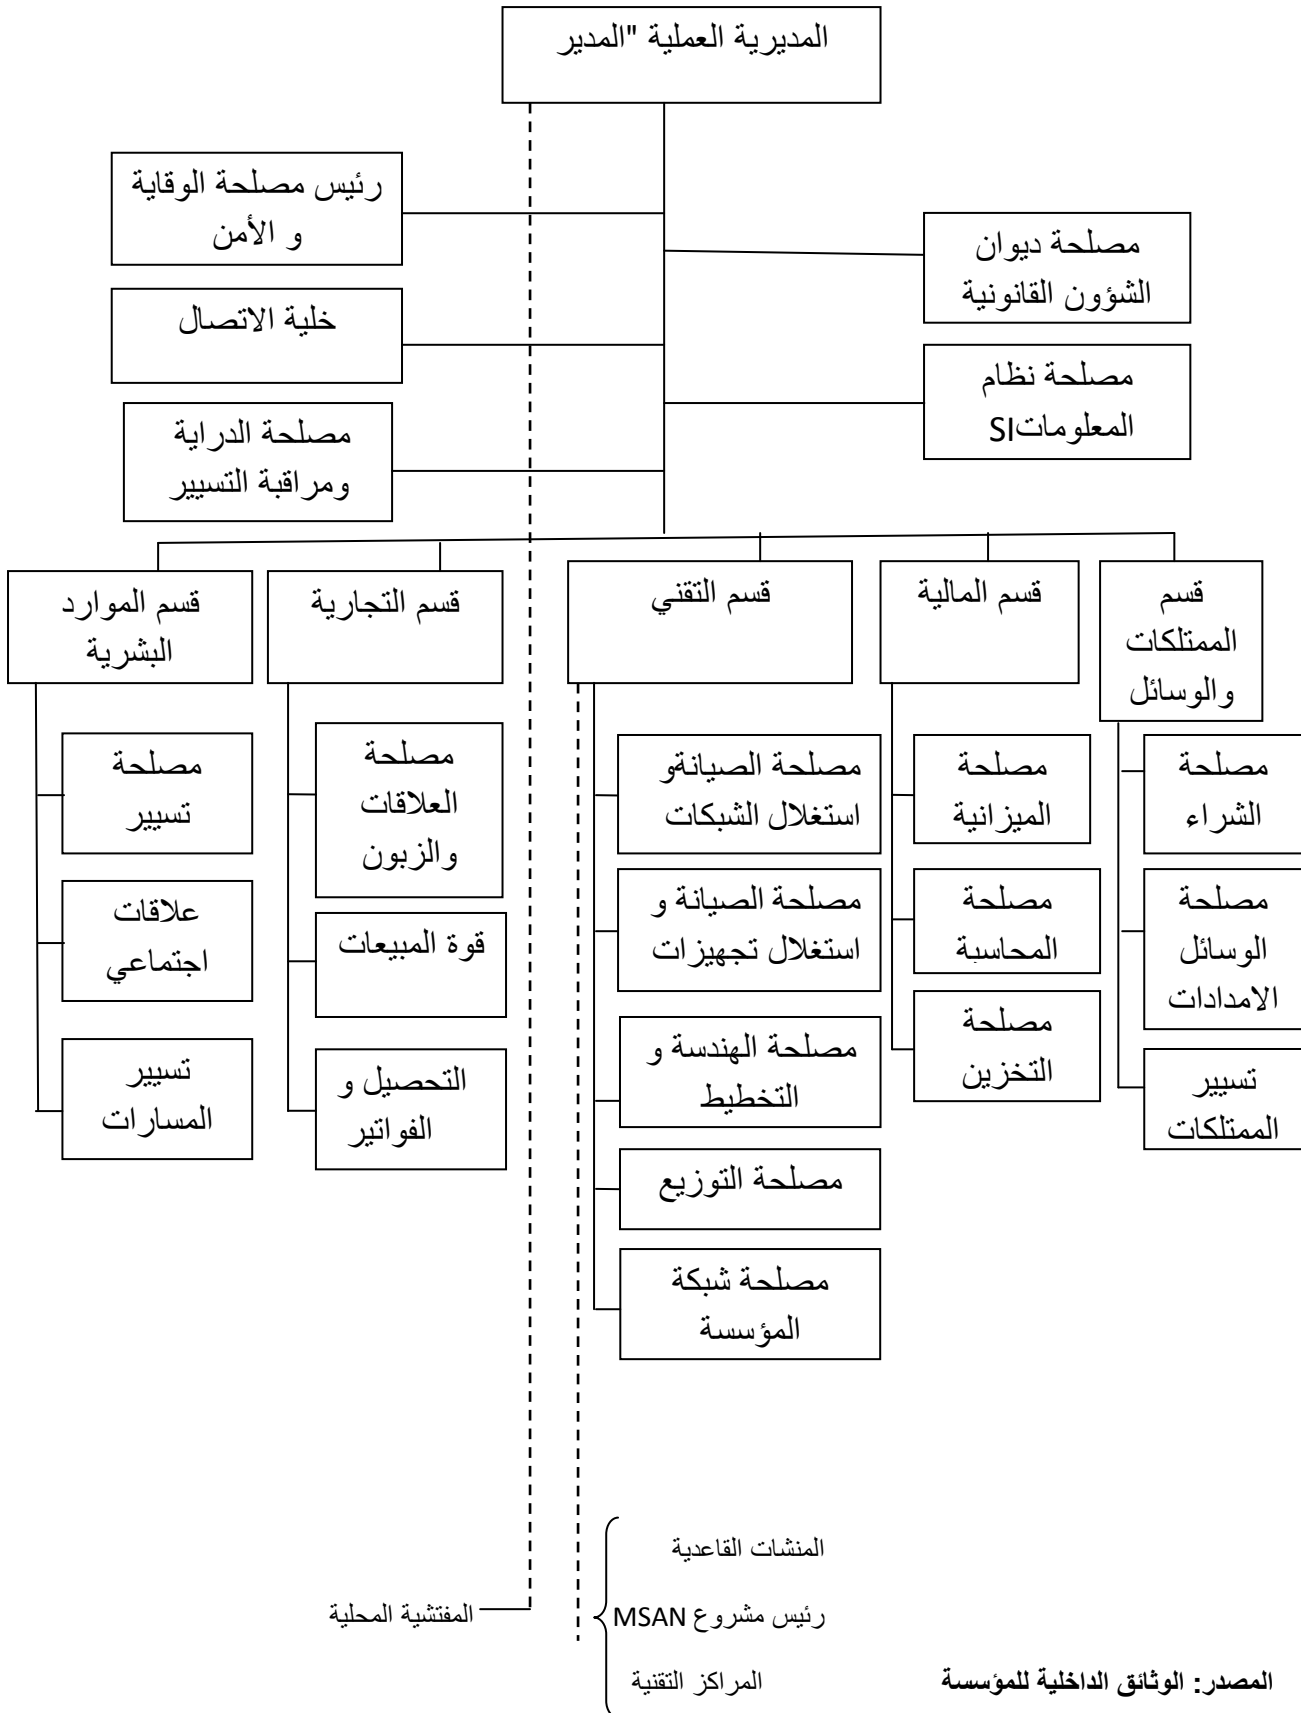 المديرية العملية "المدير
رئيس مصلحة الوقاية
و الأمن
مصلحة ديوان
الشؤون القانونية
خلية الاتصال
مصلحة نظام
المعلوماتSI
مصلحة الدراية
ومراقبة التسيير
قسم
الممتلكات
والوسائل
قسم المالية
قسم التقني
قسم التجارية
قسم الموارد
البشرية
مصلحة
الشراء
مصلحة
الوسائل
الامدادات
تسيير
الممتلكات
مصلحة
الميزانية
مصلحة
المحاسبة
مصلحة
التخزين
مصلحة الصيانةو
استغلال الشبكات
مصلحة الصيانة و
استغلال تجهيزات
مصلحة الهندسة و
التخطيط
مصلحة التوزيع
مصلحة شبكة
المؤسسة
مصلحة
العلاقات
والزبون
قوة المبيعات
التحصيل و
الفواتير
مصلحة
تسيير
علاقات
اجتماعي
تسيير
المسارات
المنشات القاعدية
رئيس مشروع MSAN
المراكز التقنية
المفتشية المحلية
المصدر: الوثائق الداخلية للمؤسسة